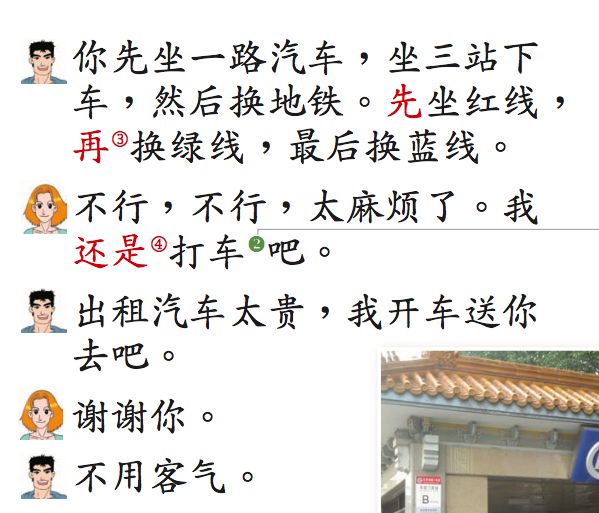 你先坐一路汽车，坐三站下
车，然后换地铁。先坐红线，
再③换绿线，最后换蓝线。
不行，不行，太麻烦了。我
还是④打车❷吧。
出租汽车太贵，我开车送你
去吧。
谢谢你。
不用客气。
B